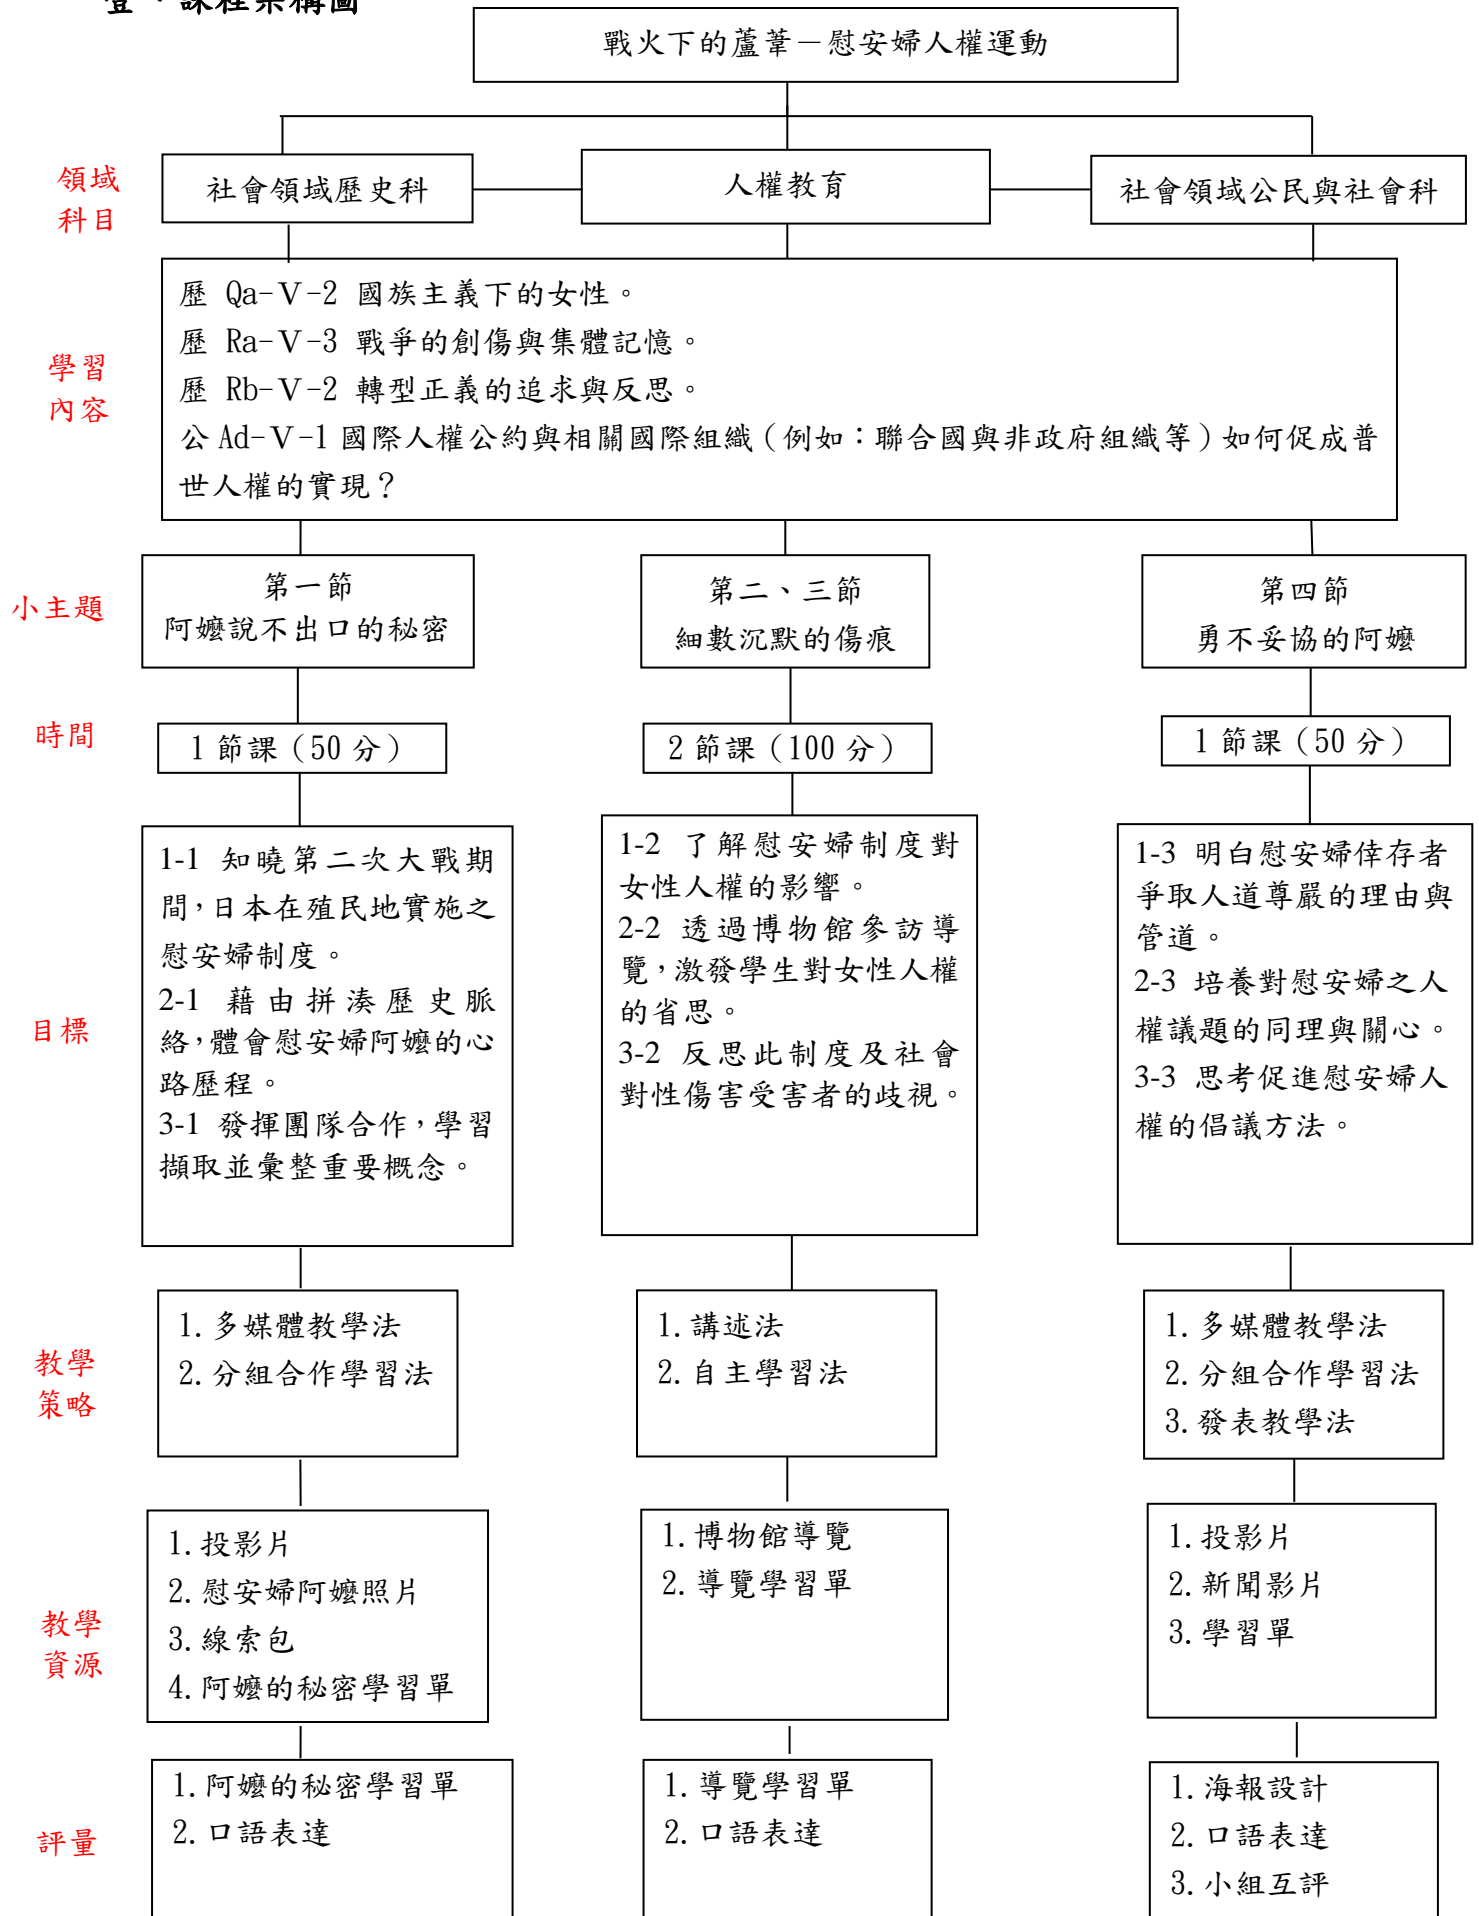 壹、課程架構圖
戰火下的蘆葦－慰安婦人權運動
領域
科目
社會領域歷史科
人權教育
社會領域公民與社會科
學習
內容
歷 Qa-Ⅴ-2 國族主義下的女性。
歷 Ra-Ⅴ-3 戰爭的創傷與集體記憶。
歷 Rb-Ⅴ-2 轉型正義的追求與反思。
公 Ad-Ⅴ-1 國際人權公約與相關國際組織（例如：聯合國與非政府組織等）如何促成普
世人權的實現？
小主題
第一節
阿嬤說不出口的秘密
第二、三節
細數沉默的傷痕
第四節
勇不妥協的阿嬤
時間
1 節課（50 分）
2 節課（100 分）
1 節課（50 分）
目標
1-1 知曉第二次大戰期
間，日本在殖民地實施之
慰安婦制度。
2-1 藉由拼湊歷史脈
絡，體會慰安婦阿嬤的心
路歷程。
3-1 發揮團隊合作，學習
擷取並彙整重要概念。
1-2 了解慰安婦制度對
女性人權的影響。
2-2 透過博物館參訪導
覽，激發學生對女性人權
的省思。
3-2 反思此制度及社會
對性傷害受害者的歧視。
1-3 明白慰安婦倖存者
爭取人道尊嚴的理由與
管道。
2-3 培養對慰安婦之人
權議題的同理與關心。
3-3 思考促進慰安婦人
權的倡議方法。
教學
策略
1.多媒體教學法
2.分組合作學習法
1.講述法
2.自主學習法
1.多媒體教學法
2.分組合作學習法
3.發表教學法
教學
資源
1.投影片
2.慰安婦阿嬤照片
3.線索包
4.阿嬤的秘密學習單
1.博物館導覽
2.導覽學習單
1.投影片
2.新聞影片
3.學習單
評量
1.阿嬤的秘密學習單
2.口語表達
1.導覽學習單
2.口語表達
1.海報設計
2.口語表達
3.小組互評